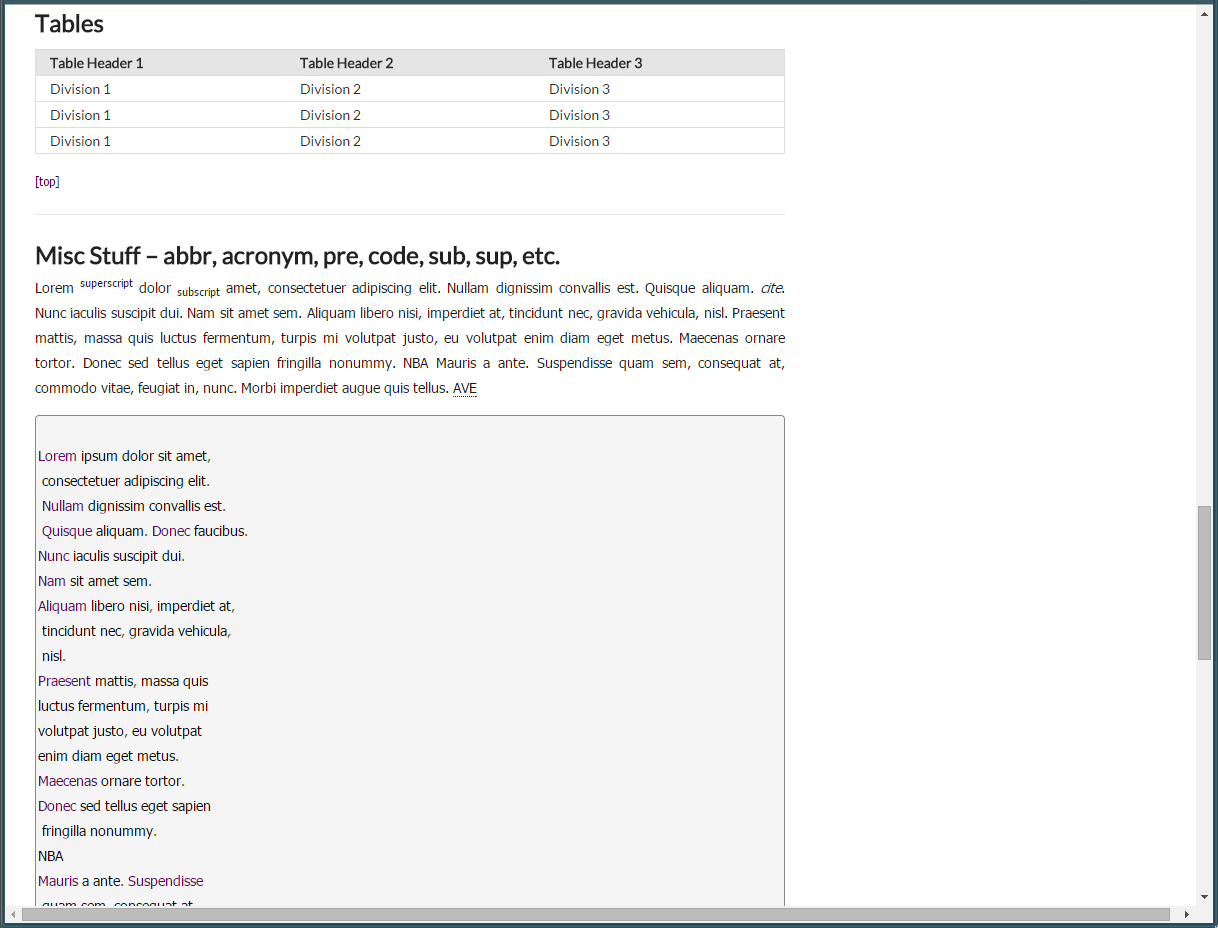 Tables
Table Header 1 Table Header 2 Table Header 3
Division 1 Division 2 Division 3
Division 1 Division 2 Division 3
Division 1 Division 2 Division 3
[top]
Misc Stuff – abbr, acronym, pre, code, sub, sup, etc.
Lorem superscript dolor subscript amet, consectetuer adipiscing elit. Nullam dignissim convallis est. Quisque aliquam. cite.
Nunc iaculis suscipit dui. Nam sit amet sem. Aliquam libero nisi, imperdiet at, tincidunt nec, gravida vehicula, nisl. Praesent
mattis, massa quis luctus fermentum, turpis mi volutpat justo, eu volutpat enim diam eget metus. Maecenas ornare
tortor. Donec sed tellus eget sapien fringilla nonummy. NBA Mauris a ante. Suspendisse quam sem, consequat at,
commodo vitae, feugiat in, nunc. Morbi imperdiet augue quis tellus. AVE
Lorem ipsum dolor sit amet,
consectetuer adipiscing elit.
Nullam dignissim convallis est.
Quisque aliquam. Donec faucibus.
Nunc iaculis suscipit dui.
Nam sit amet sem.
Aliquam libero nisi, imperdiet at,
tincidunt nec, gravida vehicula,
nisl.
Praesent mattis, massa quis
luctus fermentum, turpis mi
volutpat justo, eu volutpat
enim diam eget metus.
Maecenas ornare tortor.
Donec sed tellus eget sapien
fringilla nonummy.
NBA
Mauris a ante. Suspendisse
quam sem, consequat at